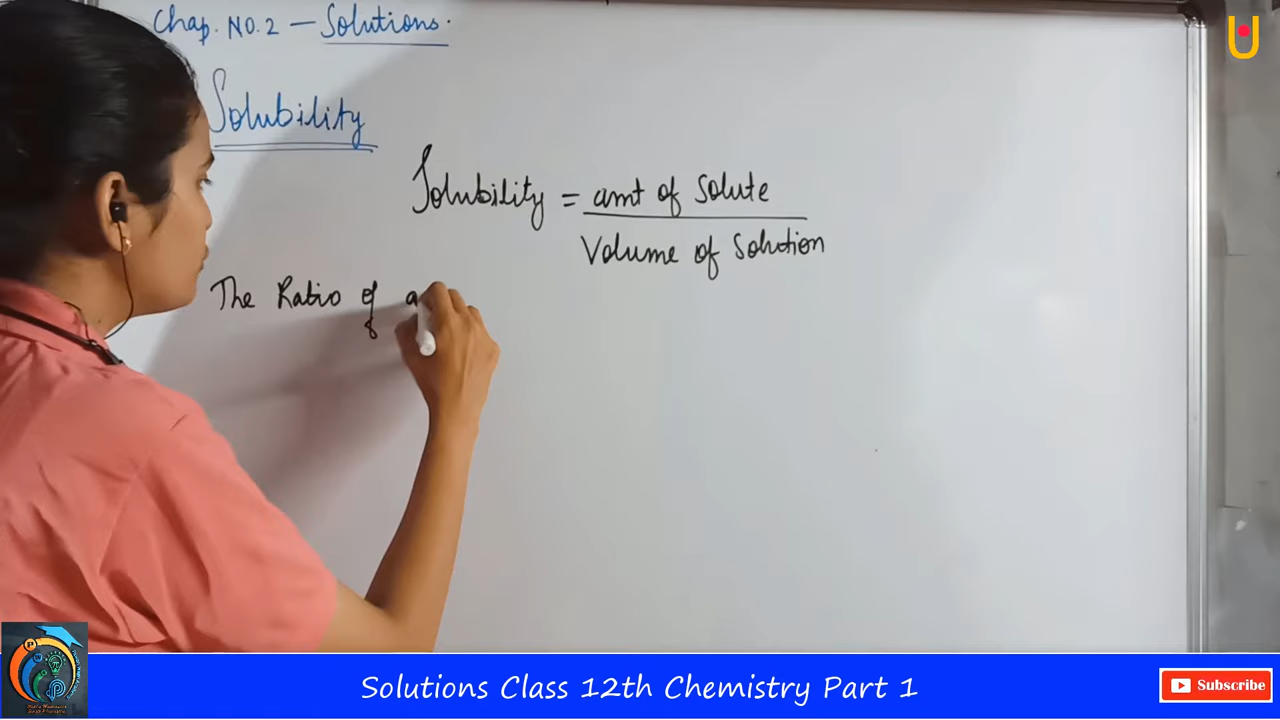 Chap. NO.2 – Solutions.
Solubility
Solubility = amt of Solute
Volume of Solution
The Ratio of a
Solutions Class 12th Chemistry Part 1
Subscribe